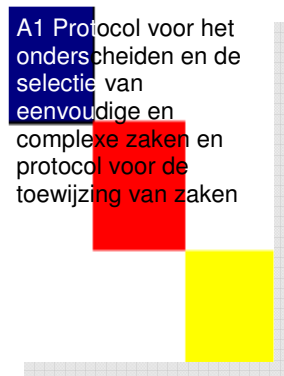 A1 Protocol voor het
onderscheiden en de
selectie van
eenvoudige en
complexe zaken en
protocol voor de
toewijzing van zaken